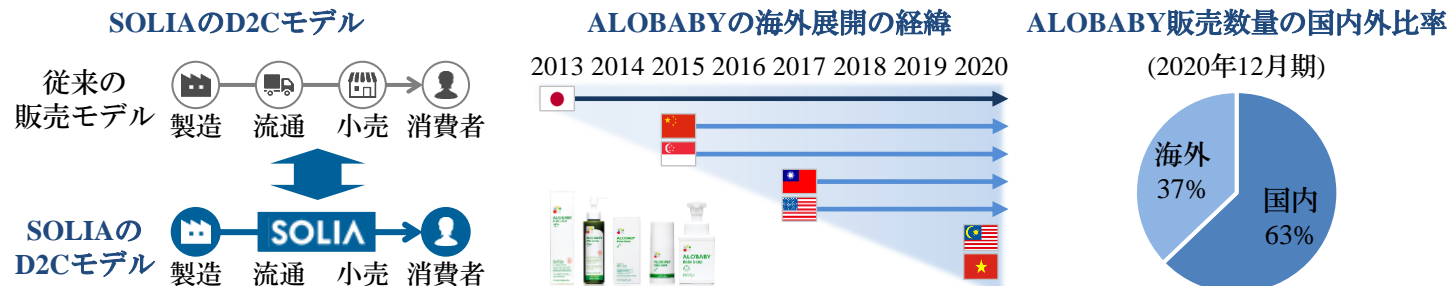 SOLIAのD2Cモデル
従来の
販売モデル
製造 流通 小売 消費者
SOLIAの
D2Cモデル
SOLIA
製造 流通 小売 消費者
ALOBABYの海外展開の経緯
2013 2014 2015 2016 2017 2018 2019 2020
ALOBABY
ALOBABY
ALOBABY
ALOBABY
ALOBABY
ALOBABY販売数量の国内外比率
(2020年12月期)
海外
37%
国内
63%